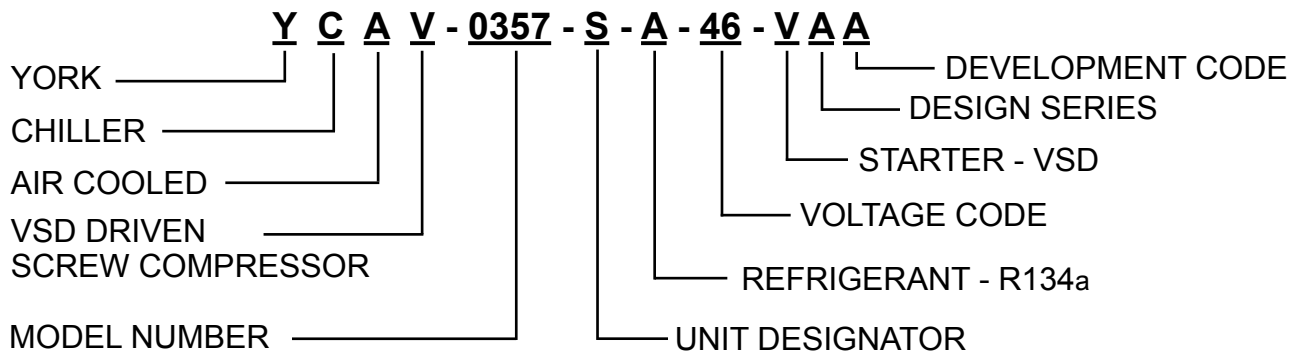 Y C A V - 0357 - S - A - 46 - V A A
YORK
CHILLER
AIR COOLED
VSD DRIVEN
SCREW COMPRESSOR
MODEL NUMBER
DEVELOPMENT CODE
DESIGN SERIES
STARTER - VSD
VOLTAGE CODE
REFRIGERANT - R134a
UNIT DESIGNATOR